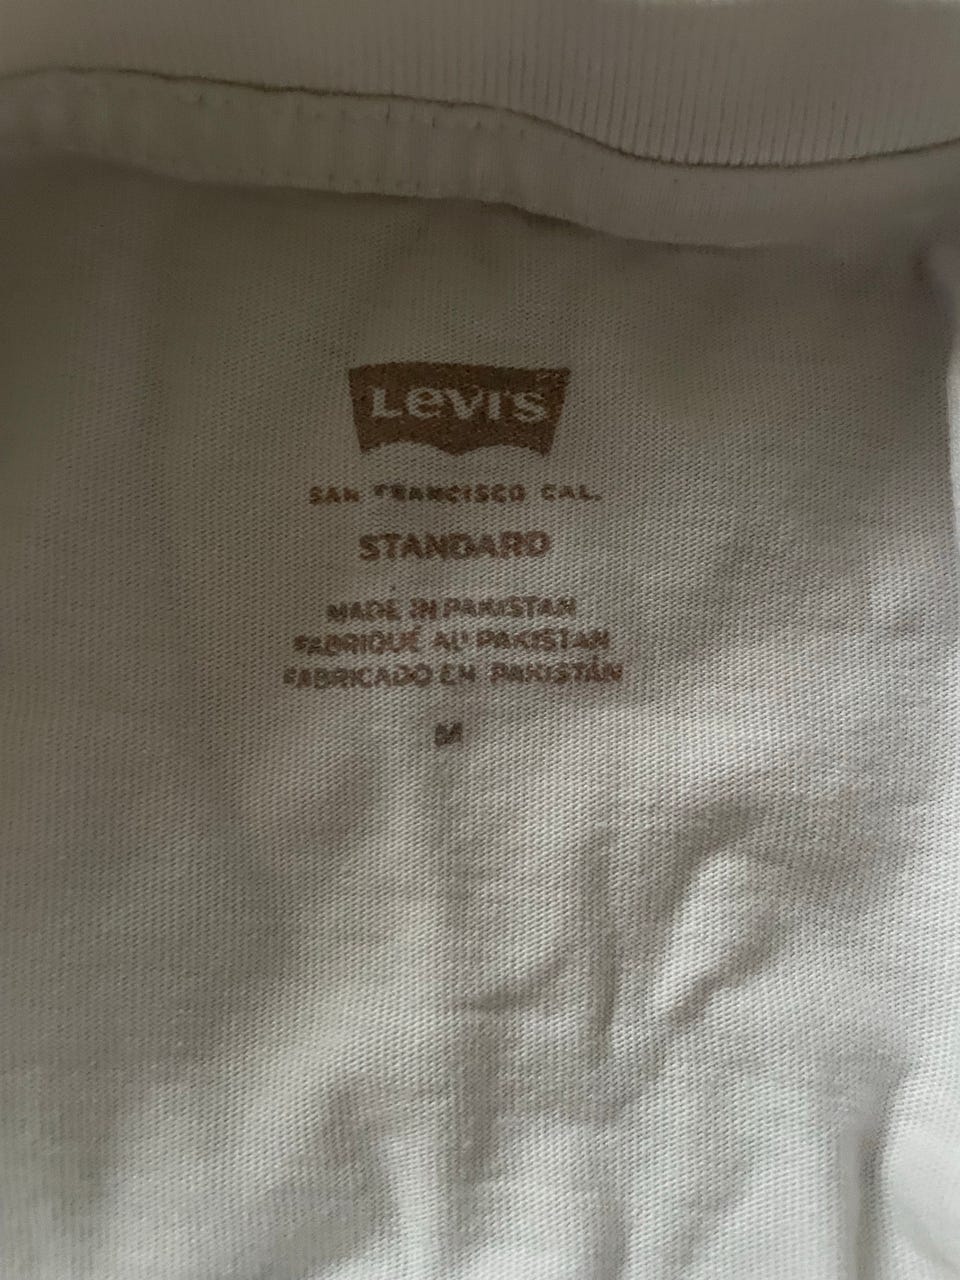 Levi's
SAN FRANCISCO CAL.
STANDARD
MADE IN PAKISTAN
FABRIQUÉ AU PAKISTAN
FABRICADO EN PAKISTÁN
M